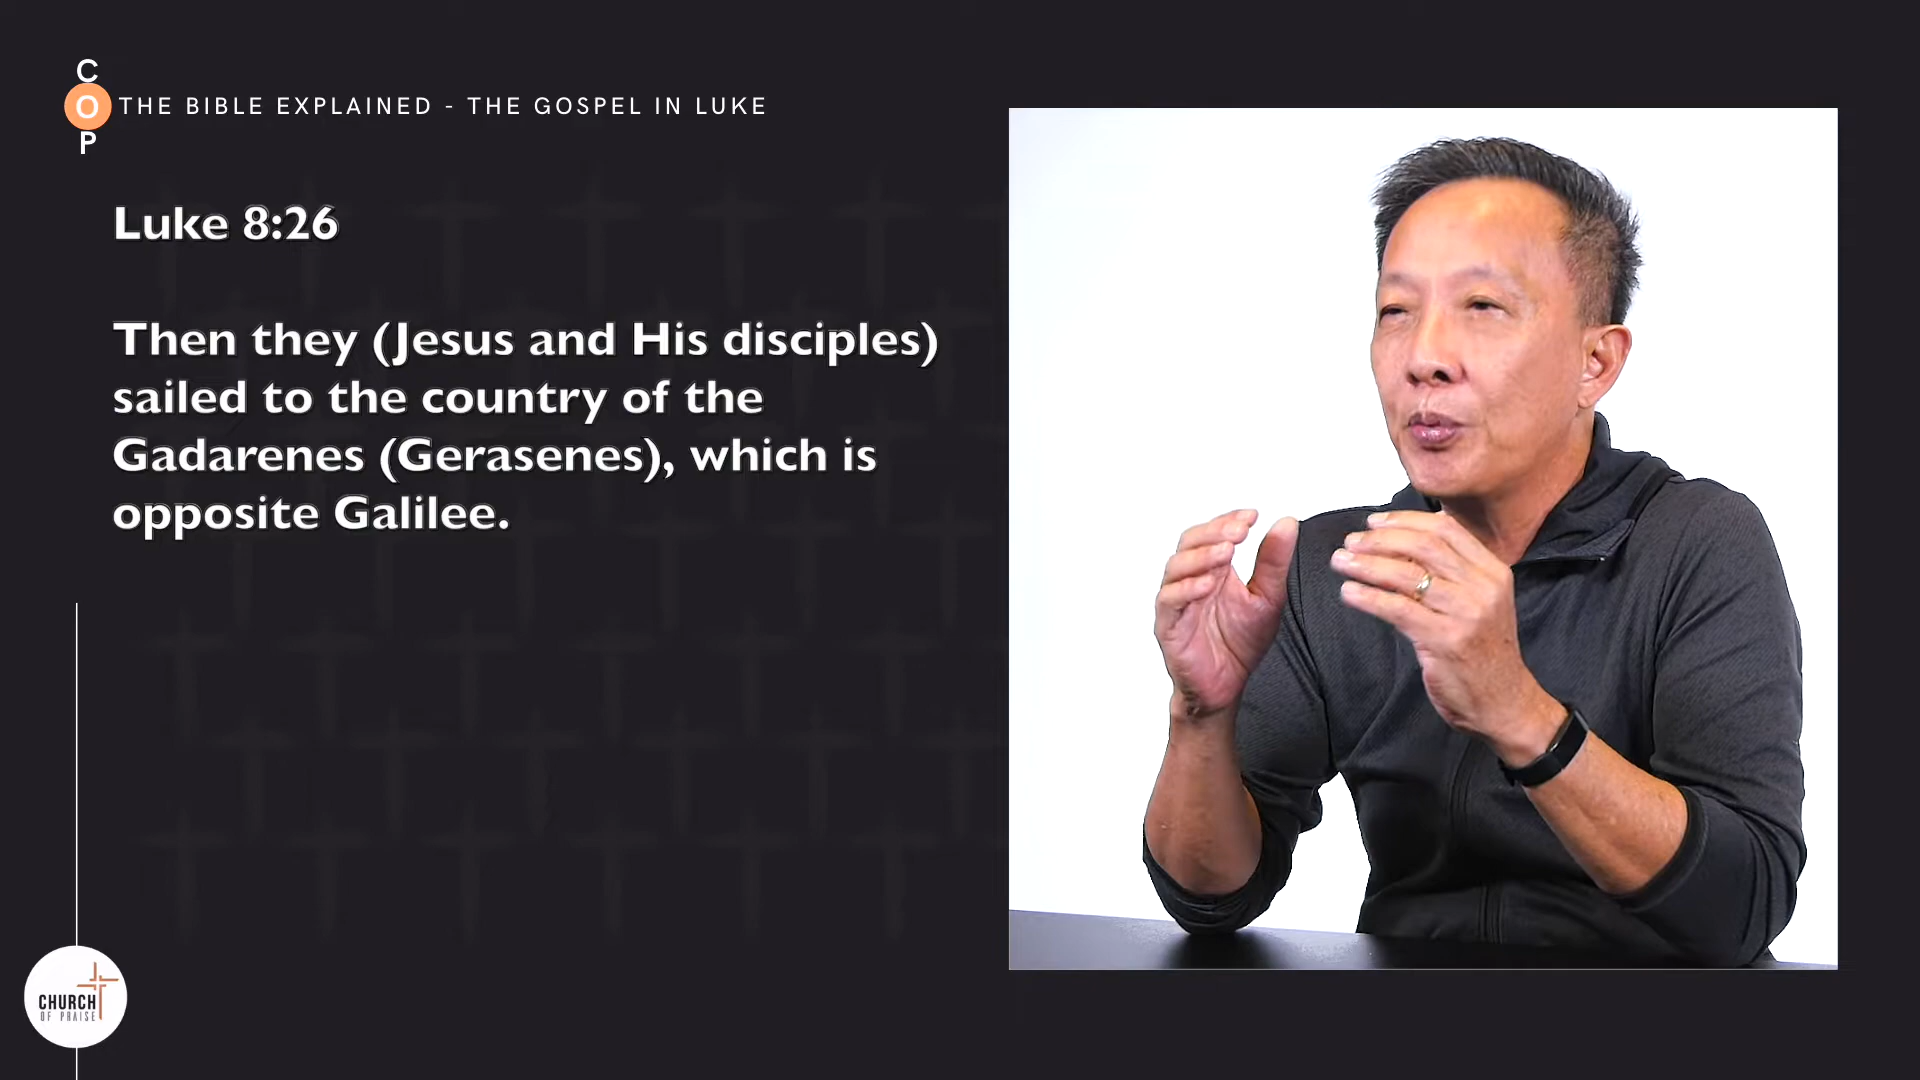 C
O THE BIBLE EXPLAINED - THE GOSPEL IN LUKE
P
Luke 8:26
Then they (Jesus and His disciples)
sailed to the country of the
Gadarenes (Gerasenes), which is
opposite Galilee.
CHURCH
OF PRAISE